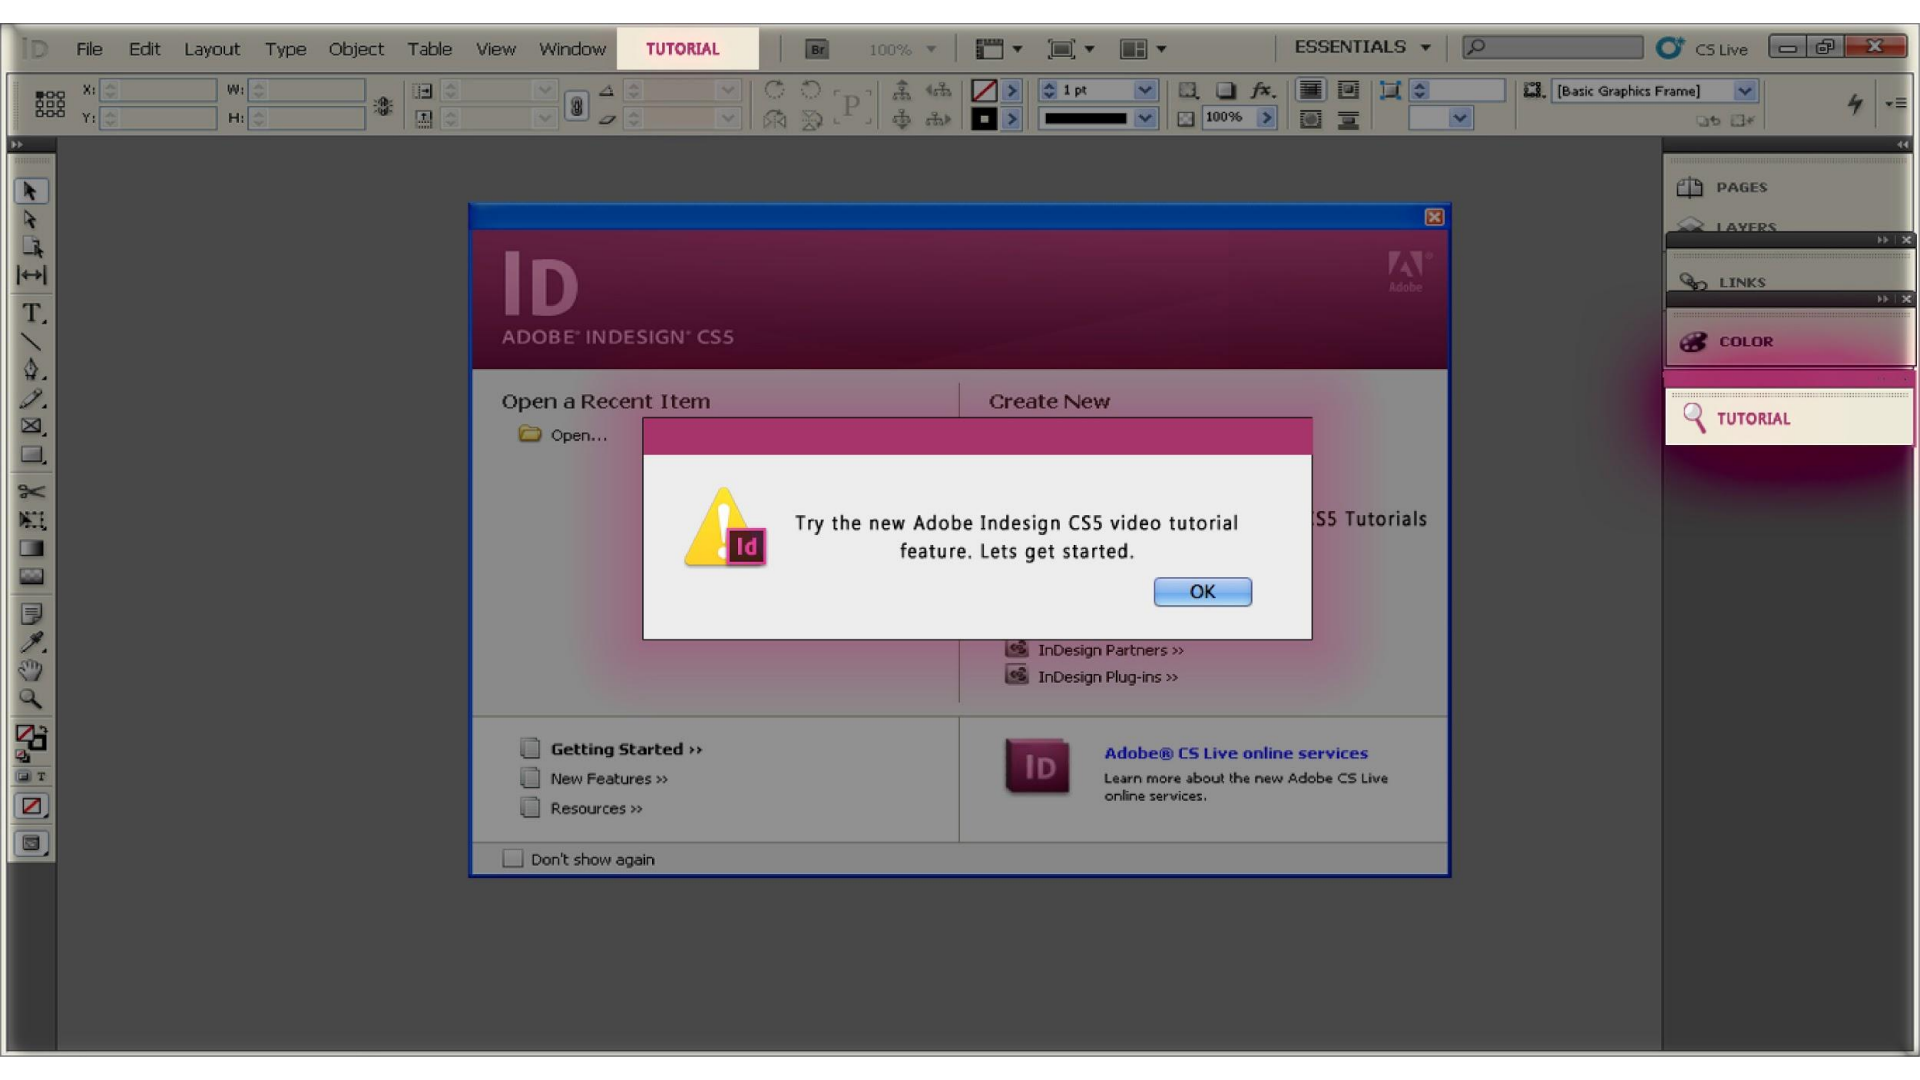 ID File Edit Layout Type Object Table View Window TUTORIAL Br 100% ESSENTIALS CS Live
X: W: 1 pt fx. [Basic Graphics Frame]
Y: H: P 100%
PAGES
LAYERS
LINKS
COLOR
TUTORIAL
T
T
ID
ADOBE® INDESIGN® CS5
Adobe
Open a Recent Item
Open...
Create New
S5 Tutorials
Try the new Adobe Indesign CS5 video tutorial
feature. Lets get started.
Id
OK
InDesign Partners >>
InDesign Plug-ins >>
Getting Started >>
New Features >>
Resources >>
ID
Adobe® CS Live online services
Learn more about the new Adobe CS Live
online services.
Don't show again